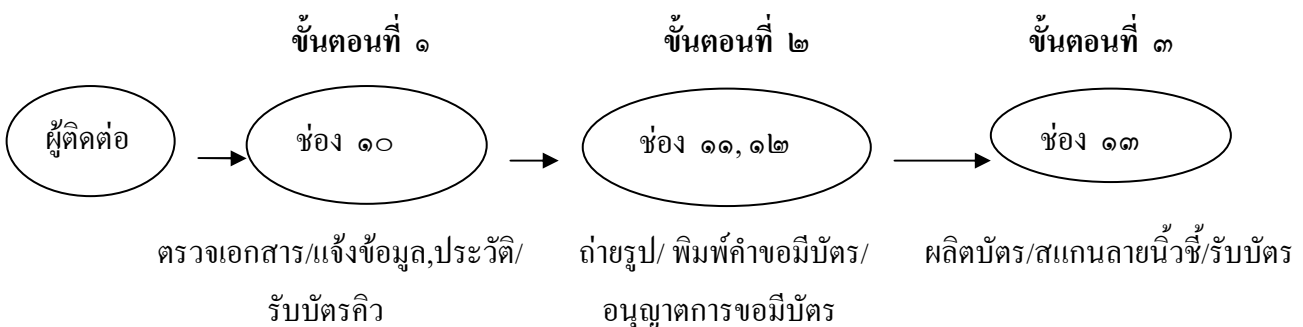 ขั้นตอนที่ ๑ ขั้นตอนที่ ๒ ขั้นตอนที่ ๓
ผู้ติดต่อ ช่อง ๑๐ ช่อง ๑๑, ๑๒ ช่อง ๑๓
ตรวจเอกสาร/แจ้งข้อมูล,ประวัติ/ ถ่ายรูป/ พิมพ์คำขอมีบัตร/ ผลิตบัตร/สแกนลายนิ้วชี้/รับบัตร
รับบัตรคิว อนุญาตการขอมีบัตร